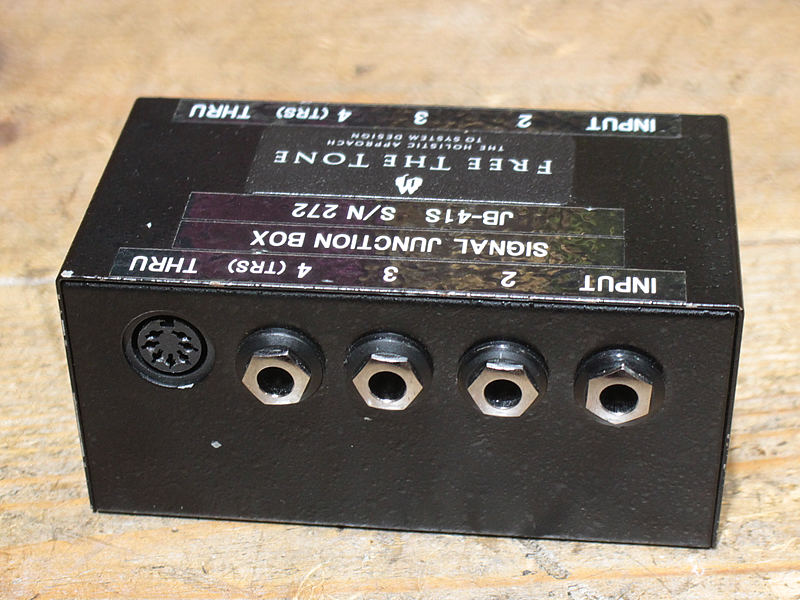 INPUT 2 3 4 (TRS) THRU
SIGNAL JUNCTION BOX
JB-41S S/N 272
FREE THE TONE
THE HOLISTIC APPROACH
TO SYSTEM DESIGN
INPUT 2 3 4 (TRS) THRU